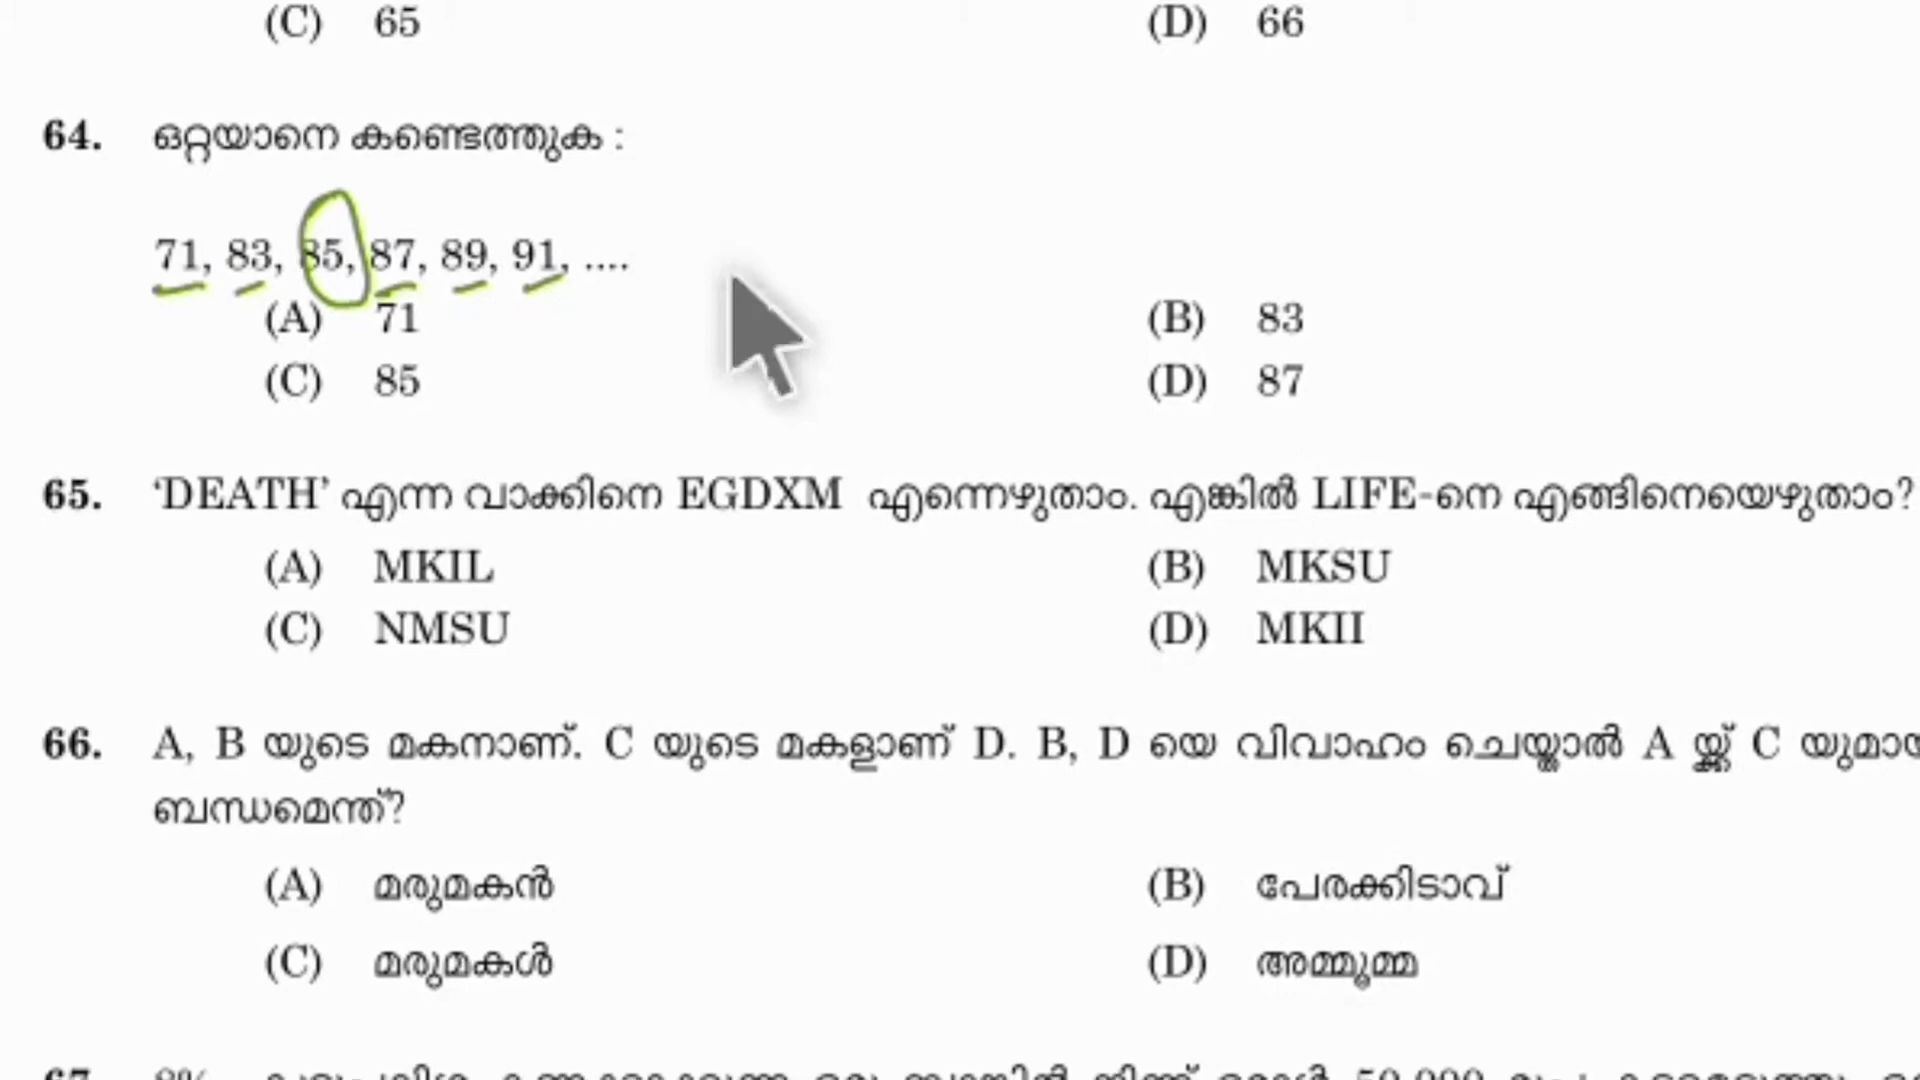 (C) 65 (D) 66
64. ഒറ്റയാനെ കണ്ടെത്തുക :
71, 83, 85, 87, 89, 91, ....
(A) 71 (B) 83
(C) 85 (D) 87
65. ‘DEATH’ എന്ന വാക്കിനെ EGDXM എന്നെഴുതാം. എങ്കിൽ LIFE-നെ എങ്ങിനെയെഴുതാം?
(A) MKIL (B) MKSU
(C) NMSU (D) MKII
66. A, B യുടെ മകനാണ്. C യുടെ മകളാണ് D. B, D യെ വിവാഹം ചെയ്താൽ A യ്ക്ക് C
ബന്ധമെന്ത്?
(A) മരുമകൻ (B) പേരക്കിടാവ്
(C) മരുമകൾ (D) അമ്മൂമ്മ